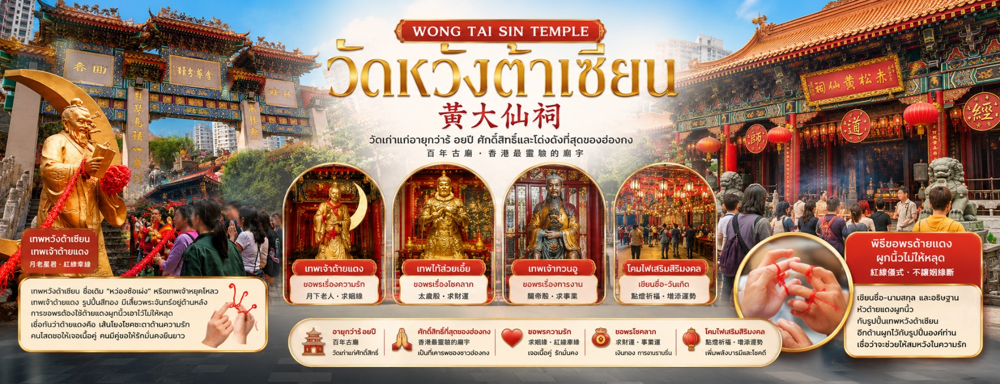 WONG TAI SIN TEMPLE
วัดหวังต้าเซียน
黃大仙祠
วัดเก่าแก่อายุกว่าร้ อยปี ศักดิ์สิทธิ์และโด่งดังที่สุดของฮ่องกง
百年古廟・香港最靈驗的廟宇
金華分精
赤松黃仙祠
師
道
經
เทพหวังต้าเซียน
เทพเจ้าด้ายแดง
月老星君・紅線牽緣
เทพหวังต้าเซียน ชื่อเดิม “หว่องช้อเผ่ง” หรือเทพเจ้าหยุคโหลว
เทพเจ้าด้ายแดง รูปปั้นสีทอง มีเสี้ยวพระจันทร์อยู่ด้านหลัง
การขอพรต้องใช้ด้ายแดงผูกนิ้วเอาไว้ไม่ให้หลุด
เชื่อกันว่าด้ายแดงคือ เส้นโยงโชคชะตาด้านความรัก
คนโสดขอให้เจอเนื้อคู่ คนมีคู่ขอให้รักมั่นคงยืนยาว
เทพเจ้าด้ายแดง
ขอพรเรื่องความรัก
月下老人・求姻緣
เทพไท้ส่วยเอี้ย
ขอพรเรื่องโชคลาภ
太歲殿・求財運
เทพเจ้ากวนอู
ขอพรเรื่องการงาน
關帝殿・求事業
โคมไฟเสริมสิริมงคล
เขียนชื่อ-วันเกิด
點燈祈福・增添運勢
พิธีขอพรด้ายแดง
ผูกนิ้วไม่ให้หลุด
紅線儀式・不讓姻緣斷
เขียนชื่อ-นามสกุล และอธิษฐาน
หัวด้ายแดงผูกนิ้ว
กับรูปปั้นเทพหวังต้าเซียน
อีกด้านผูกไว้กับรูปปั้นองค์ท่าน
เชื่อว่าจะช่วยให้สมหวังในความรัก
อายุกว่าร้ อยปี
百年古廟
วัดเก่าแก่ศักดิ์สิทธิ์
ศักดิ์สิทธิ์ที่สุดของฮ่องกง
香港最靈驗的廟宇
เป็นที่เคารพของชาวฮ่องกง
ขอพรความรัก
求姻緣・紅線牽緣
เจอเนื้อคู่ รักมั่นคง
ขอพรโชคลาภ
求財運・事業運
เงินทอง การงานราบรื่น
โคมไฟเสริมสิริมงคล
點燈祈福・增添運勢
เพิ่มพลังบารมีและโชคดี